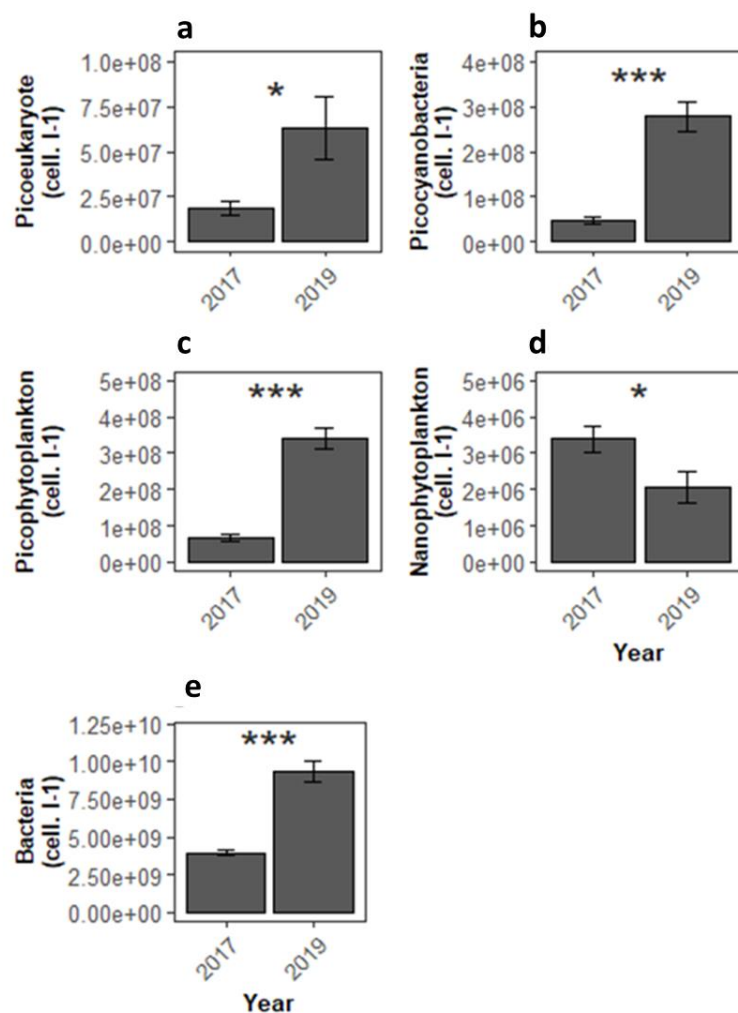 a
Picoeukaryote
(cell. l-1)
1.0e+08
7.5e+07
5.0e+07
2.5e+07
0.0e+00
*
2017
2019
b
Picocyanobacteria
(cell. l-1)
4e+08
3e+08
2e+08
1e+08
0e+00
***
2017
2019
c
Picophytoplankton
(cell. l-1)
5e+08
4e+08
3e+08
2e+08
1e+08
0e+00
***
2017
2019
d
Nanophytoplankton
(cell. l-1)
5e+06
4e+06
3e+06
2e+06
1e+06
0e+00
*
2017
2019
Year
e
Bacteria
(cell. l-1)
1.25e+10
1.00e+10
7.50e+09
5.00e+09
2.50e+09
0.00e+00
***
2017
2019
Year